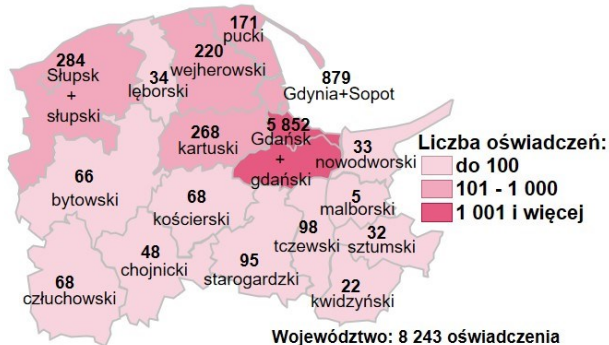 171
pucki
220
wejherowski
284
Słupsk
+
słupski
34
lęborski
879
Gdynia+Sopot
5 852
Gdańsk
+
gdański
268
kartuski
33
nowodworski
Liczba oświadczeń:
do 100
101 - 1 000
1 001 i więcej
66
bytowski
68
kościerski
5
malborski
98
tczewski
32
sztumski
48
chojnicki
95
starogardzki
68
człuchowski
22
kwidzyński
Województwo: 8 243 oświadczenia